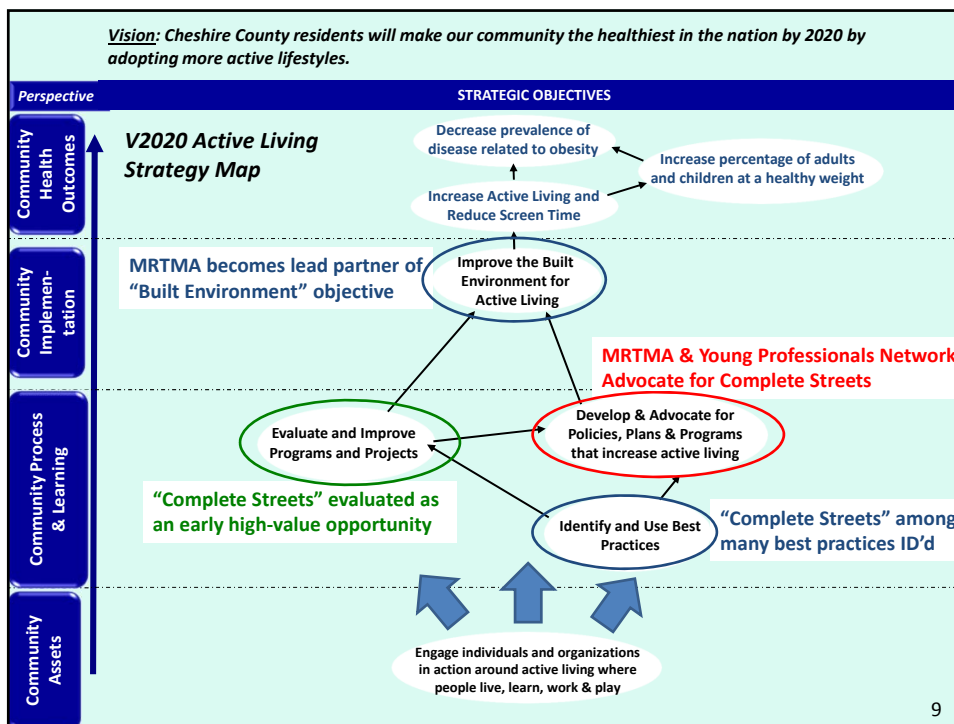 Vision: Cheshire County residents will make our community the healthiest in the nation by 2020 by
adopting more active lifestyles.
Perspective
STRATEGIC OBJECTIVES
Community
Health
Outcomes
V2020 Active Living
Strategy Map
Decrease prevalence of
disease related to obesity
Increase percentage of adults
and children at a healthy weight
Increase Active Living and
Reduce Screen Time
Community
Implemen-
tation
MRTMA becomes lead partner of
“Built Environment” objective
Improve the Built
Environment for
Active Living
MRTMA & Young Professionals Network
Advocate for Complete Streets
Community Process
& Learning
Evaluate and Improve
Programs and Projects
Develop & Advocate for
Policies, Plans & Programs
that increase active living
“Complete Streets” evaluated as
an early high-value opportunity
Identify and Use Best
Practices
“Complete Streets” among
many best practices ID’d
Community
Assets
Engage individuals and organizations
in action around active living where
people live, learn, work & play
9